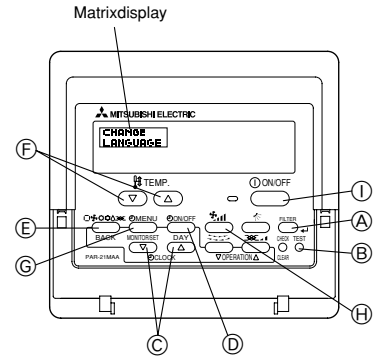 Matrixdisplay
MITSUBISHI ELECTRIC
CHANGE
LANGUAGE
F
TEMP.
ON/OFF
I
E
MENU
ON/OFF
FILTER
A
BACK
MONITOR/SET
DAY
CHECK TEST
B
PAR-21MAA
CLOCK
OPERATION
CLEAR
G
H
C
D